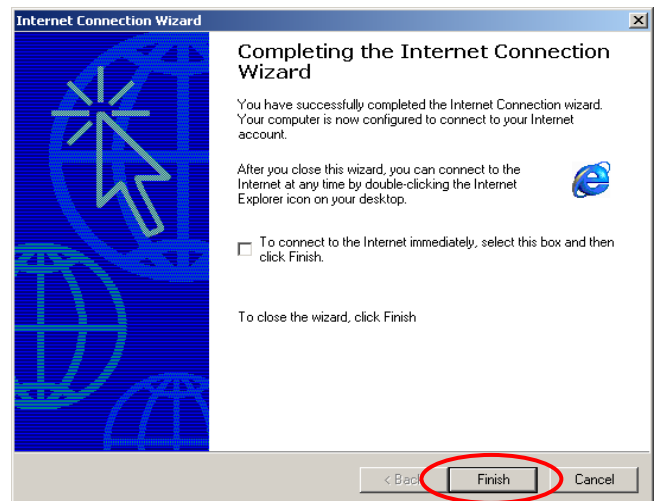 Internet Connection Wizard
Completing the Internet Connection
Wizard
You have successfully completed the Internet Connection wizard.
Your computer is now configured to connect to your Internet
account.
After you close this wizard, you can connect to the
Internet at any time by double-clicking the Internet
Explorer icon on your desktop.
To connect to the Internet immediately, select this box and then
click Finish.
To close the wizard, click Finish
< Back Finish Cancel